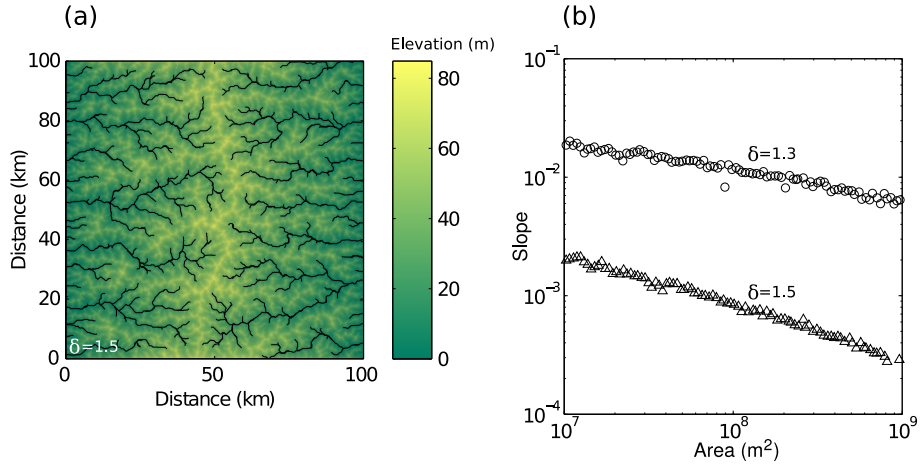 (a)
Elevation (m)
100
80
60
40
20
0
Distance (km)
δ=1.5
0
50
100
Distance (km)
80
60
40
20
0
(b)
10⁻¹
10⁻²
10⁻³
10⁻⁴
Slope
δ=1.3
δ=1.5
10⁷
10⁸
10⁹
Area (m²)